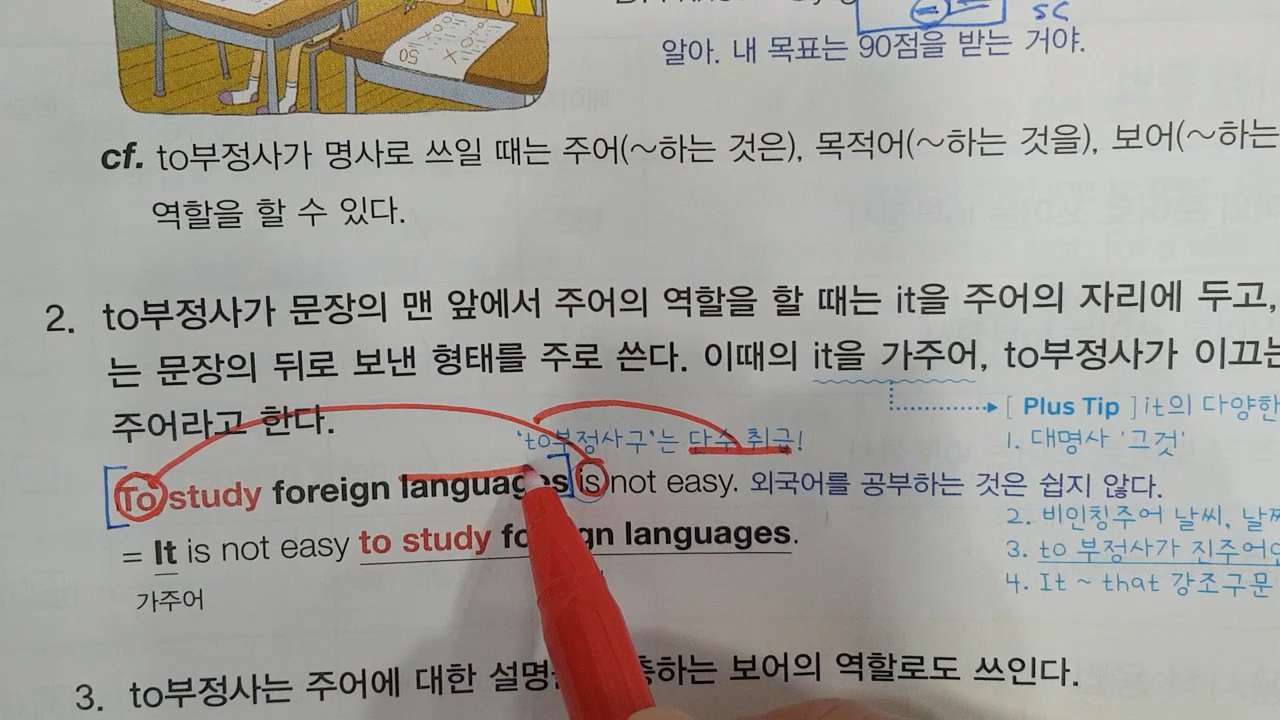 50
sc
알아. 내 목표는 90점을 받는 거야.
cf. to부정사가 명사로 쓰일 때는 주어(~하는 것은), 목적어(~하는 것을), 보어(~하는
역할을 할 수 있다.
2. to부정사가 문장의 맨 앞에서 주어의 역할을 할 때는 it을 주어의 자리에 두고,
는 문장의 뒤로 보낸 형태를 주로 쓴다. 이때의 it을 가주어, to부정사가 이끄는
주어라고 한다.
[ Plus Tip ] it의 다양한
'to부정사구'는 단수 취급!
1. 대명사 '그것'
To study foreign languages is not easy. 외국어를 공부하는 것은 쉽지 않다.
2. 비인칭주어 날씨, 날짜
= It is not easy to study foreign languages.
3. to 부정사가 진주어인
가주어
4. It ~ that 강조구문
3. to부정사는 주어에 대한 하는 보어의 역할로도 쓰인다.